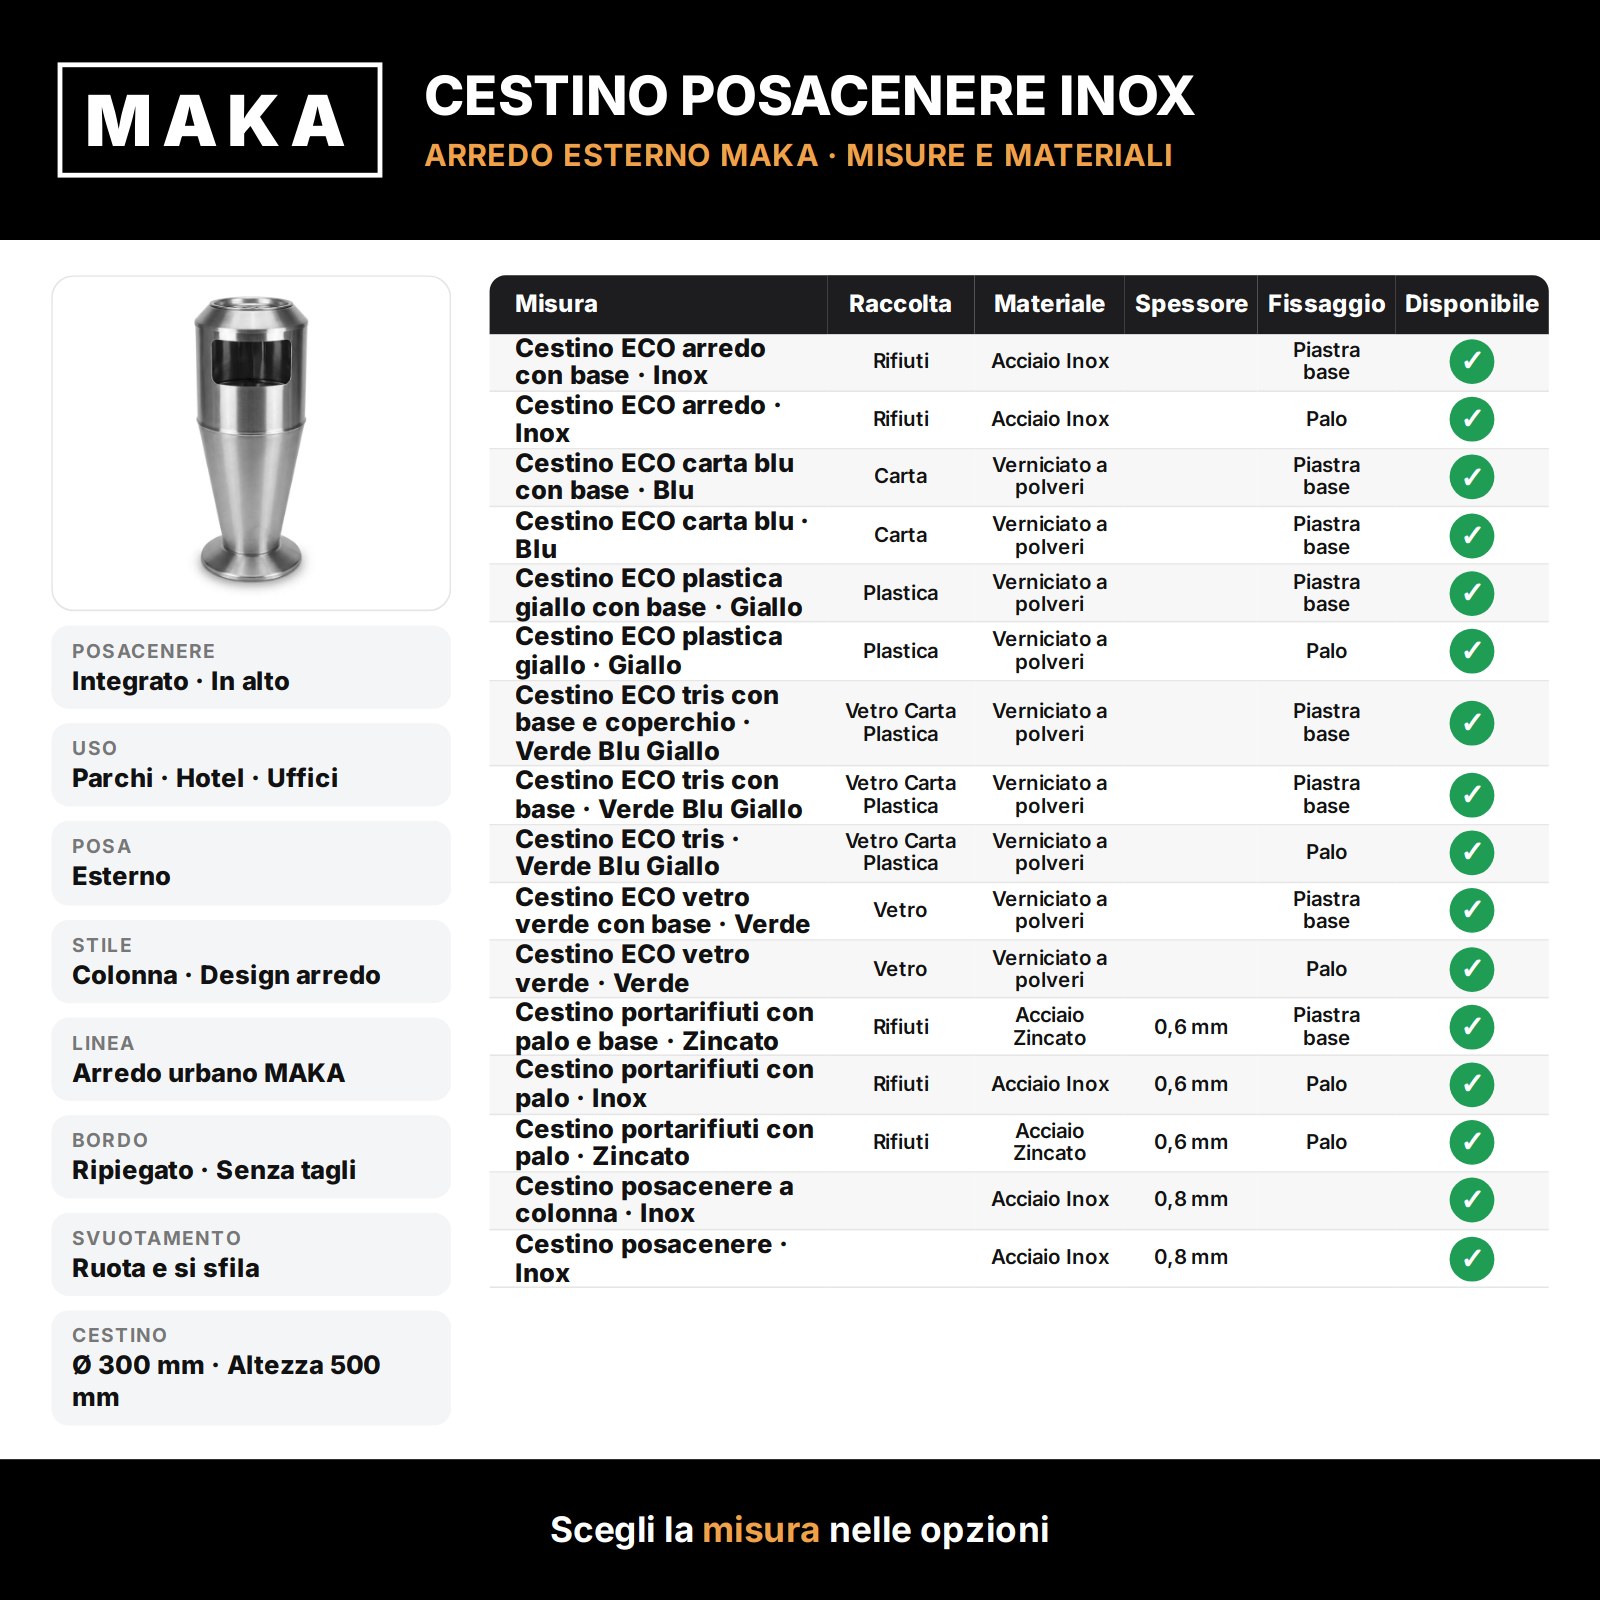 MAKA
CESTINO POSACENERE INOX
ARREDO ESTERNO MAKA · MISURE E MATERIALI
POSACENERE
Integrato · In alto
USO
Parchi · Hotel · Uffici
POSA
Esterno
STILE
Colonna · Design arredo
LINEA
Arredo urbano MAKA
BORDO
Ripiegato · Senza tagli
SVUOTAMENTO
Ruota e si sfila
CESTINO
Ø 300 mm · Altezza 500
mm
Misura Raccolta Materiale Spessore Fissaggio Disponibile
Cestino ECO arredo
con base · Inox
Rifiuti
Acciaio Inox
Piastra
base
✓
Cestino ECO arredo ·
Inox
Rifiuti
Acciaio Inox
Palo
✓
Cestino ECO carta blu
con base · Blu
Carta
Verniciato a
polveri
Piastra
base
✓
Cestino ECO carta blu ·
Blu
Carta
Verniciato a
polveri
Piastra
base
✓
Cestino ECO plastica
giallo con base · Giallo
Plastica
Verniciato a
polveri
Piastra
base
✓
Cestino ECO plastica
giallo · Giallo
Plastica
Verniciato a
polveri
Palo
✓
Cestino ECO tris con
base e coperchio ·
Verde Blu Giallo
Vetro Carta
Plastica
Verniciato a
polveri
Piastra
base
✓
Cestino ECO tris con
base · Verde Blu Giallo
Vetro Carta
Plastica
Verniciato a
polveri
Piastra
base
✓
Cestino ECO tris ·
Verde Blu Giallo
Vetro Carta
Plastica
Verniciato a
polveri
Palo
✓
Cestino ECO vetro
verde con base · Verde
Vetro
Verniciato a
polveri
Piastra
base
✓
Cestino ECO vetro
verde · Verde
Vetro
Verniciato a
polveri
Palo
✓
Cestino portarifiuti con
palo e base · Zincato
Rifiuti
Acciaio
Zincato
0,6 mm
Piastra
base
✓
Cestino portarifiuti con
palo · Inox
Rifiuti
Acciaio Inox
0,6 mm
Palo
✓
Cestino portarifiuti con
palo · Zincato
Rifiuti
Acciaio
Zincato
0,6 mm
Palo
✓
Cestino posacenere a
colonna · Inox
Acciaio Inox
0,8 mm
✓
Cestino posacenere ·
Inox
Acciaio Inox
0,8 mm
✓
Scegli la misura nelle opzioni